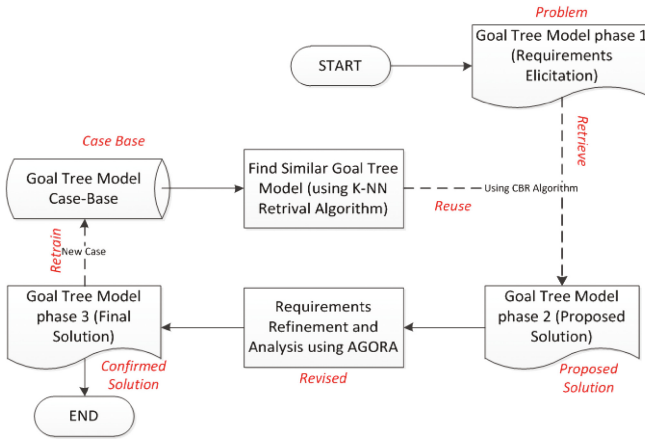 Problem
Goal Tree Model phase 1
(Requirements
Elicitation)
START
Retrieve
Case Base
Goal Tree Model
Case-Base
Find Similar Goal Tree
Model (using K-NN
Retrival Algorithm)
Using CBR Algorithm
Reuse
Retrain
New Case
Goal Tree Model
phase 3 (Final
Solution)
Requirements
Refinement and
Analysis using AGORA
Goal Tree Model
phase 2 (Proposed
Solution)
Confirmed
Solution
Revised
Proposed
Solution
END